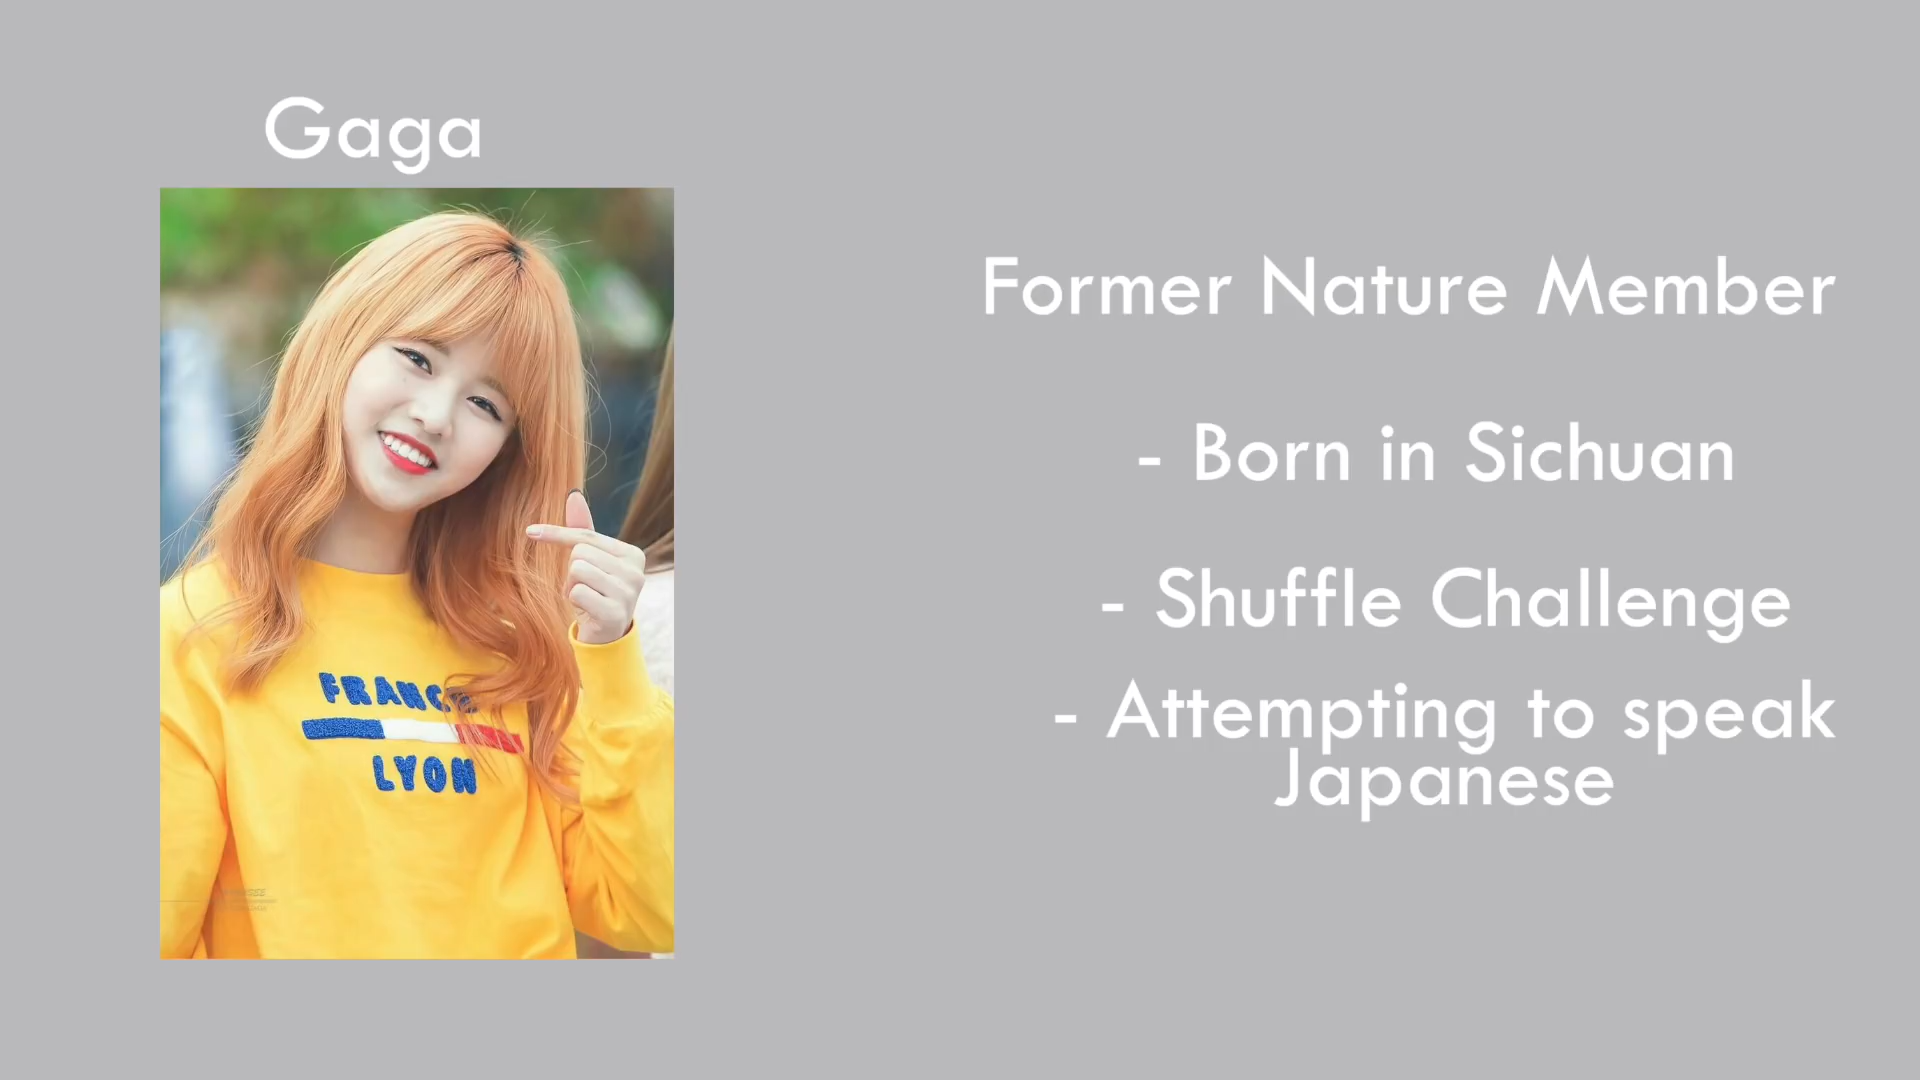 Gaga
Former Nature Member
- Born in Sichuan
- Shuffle Challenge
- Attempting to speak
Japanese
FRANCE
LYON